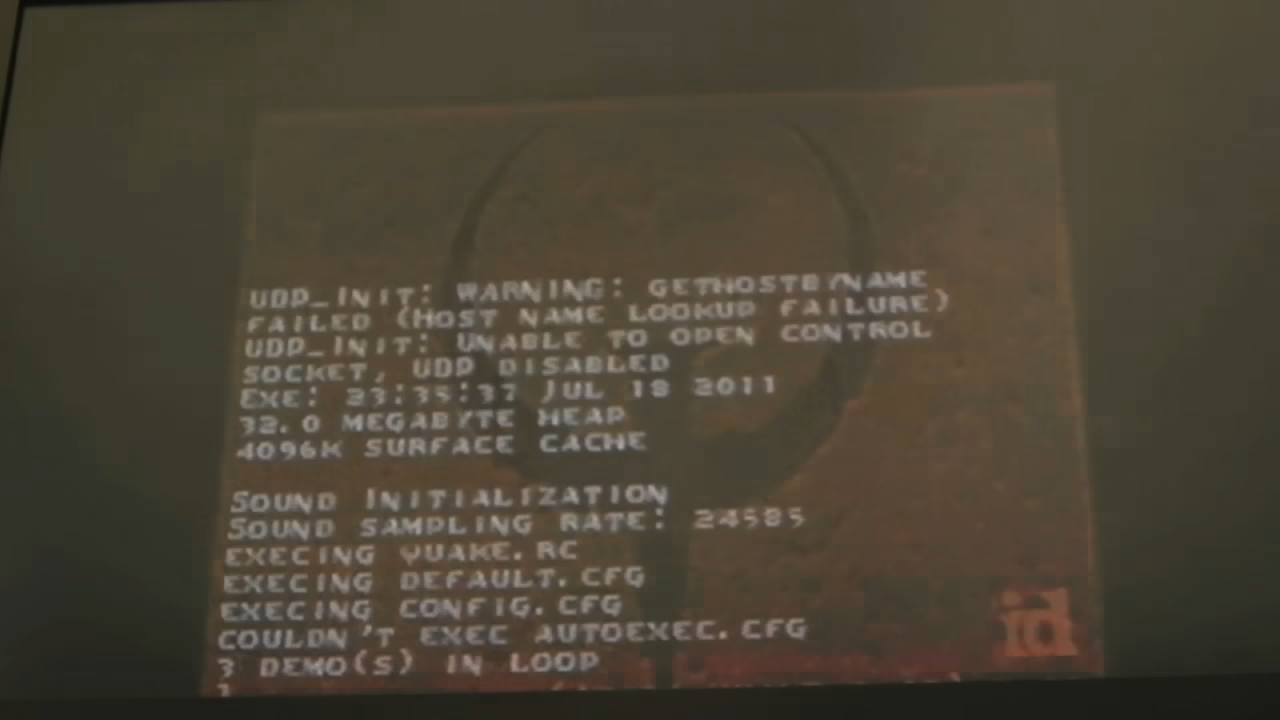 UDP_INIT: WARNING: GETHOSTBYNAME
FAILED (HOST NAME LOOKUP FAILURE)
UDP_INIT: UNABLE TO OPEN CONTROL
SOCKET, UDP DISABLED
EXE: 23:35:37 JUL 18 2011
32.0 MEGABYTE HEAP
4096K SURFACE CACHE
SOUND INITIALIZATION
SOUND SAMPLING RATE: 24585
EXECING QUAKE.RC
EXECING DEFAULT.CFG
EXECING CONFIG.CFG
COULDN'T EXEC AUTOEXEC.CFG
3 DEMO(S) IN LOOP
]
id